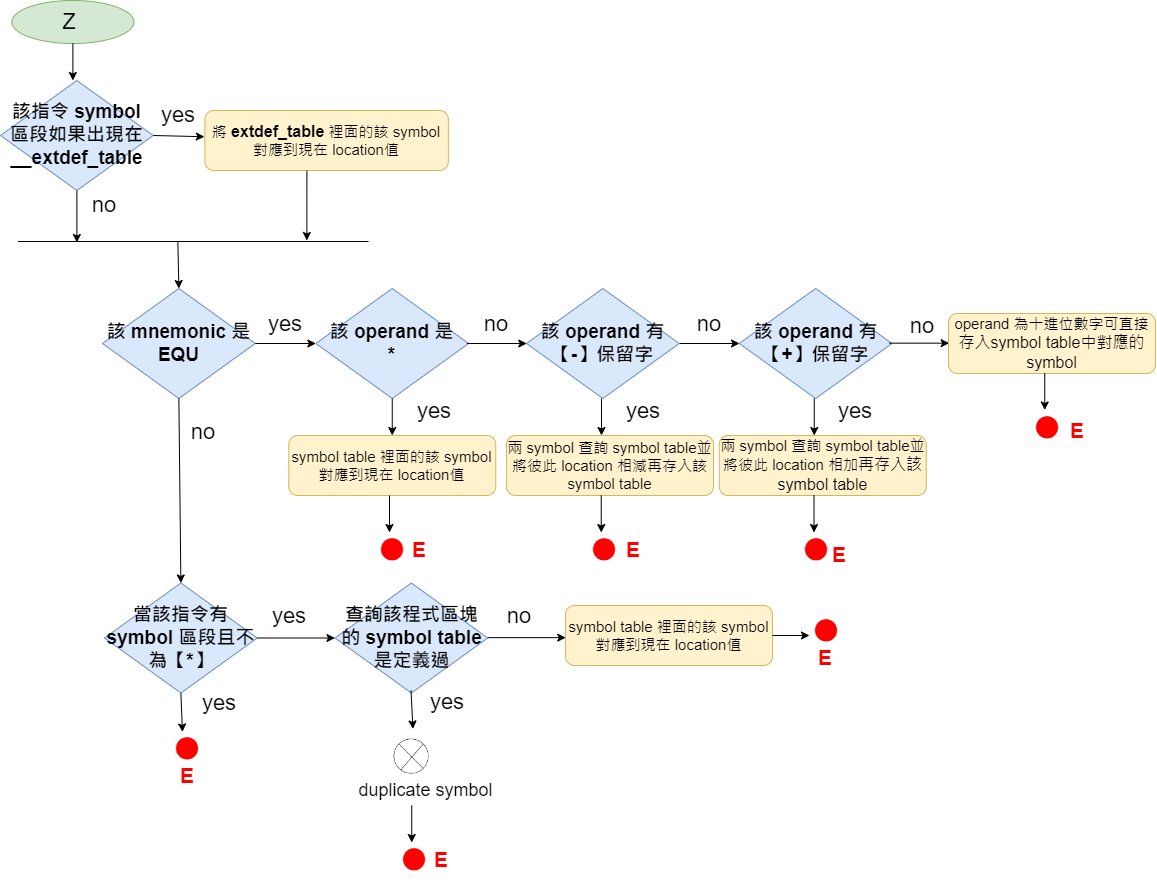 Z
該指令 symbol
區段如果出現在
__extdef_table
yes
將 extdef_table 裡面的該 symbol
對應到現在 location值
no
該 mnemonic 是
EQU
yes
該 operand 是
*
no
該 operand 有
【-】保留字
no
該 operand 有
【+】保留字
no
operand 為十進位數字可直接
存入symbol table中對應的
symbol
E
yes
yes
yes
no
symbol table 裡面的該 symbol
對應到現在 location值
兩 symbol 查詢 symbol table並
將彼此 location 相減再存入該
symbol table
兩 symbol 查詢 symbol table並
將彼此 location 相加再存入該
symbol table
E
E
E
當該指令有
symbol 區段且不
為【*】
yes
查詢該程式區塊
的 symbol table
是定義過
no
symbol table 裡面的該 symbol
對應到現在 location值
E
yes
yes
E
duplicate symbol
E